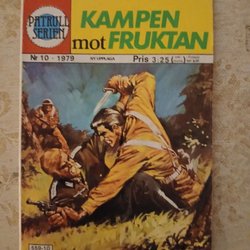 PATRULL
SERIEN
KAMPEN
mot FRUKTAN
Nr 10 - 1979
NY UPPLAGA
Pris 3:25